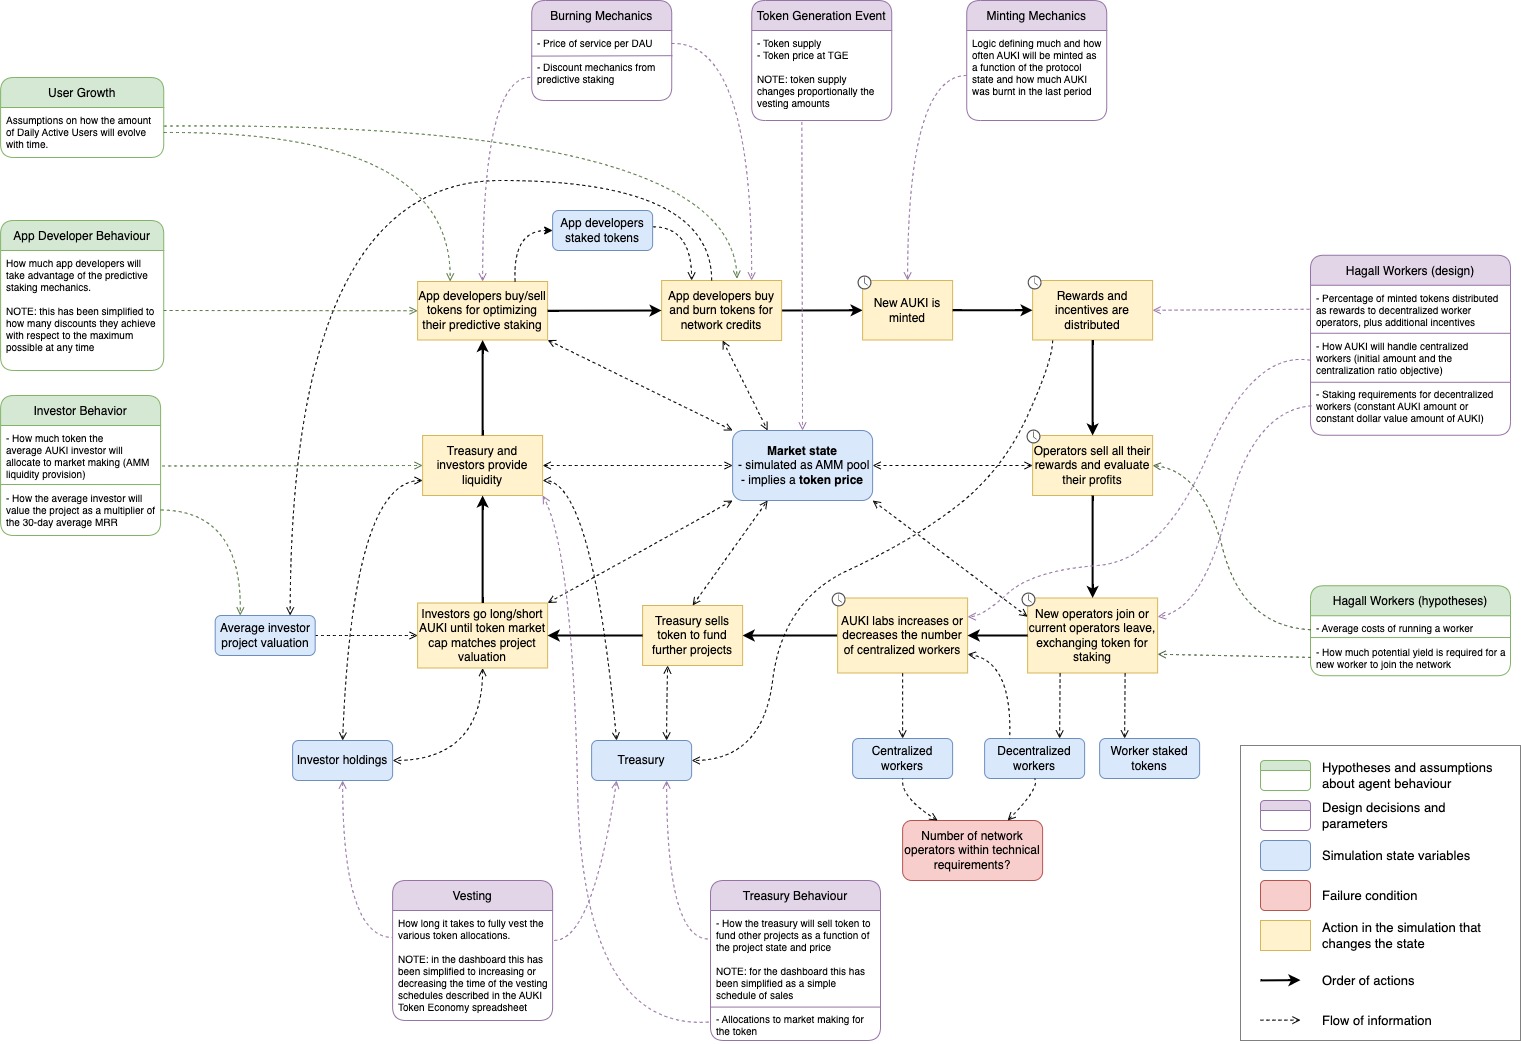 Burning Mechanics
- Price of service per DAU
- Discount mechanics from
predictive staking
Token Generation Event
- Token supply
- Token price at TGE
NOTE: token supply
changes proportionally the
vesting amounts
Minting Mechanics
Logic defining much and how
often AUKI will be minted as
a function of the protocol
state and how much AUKI
was burnt in the last period
User Growth
Assumptions on how the amount
of Daily Active Users will evolve
with time.
App Developer Behaviour
How much app developers will
take advantage of the predictive
staking mechanics.
NOTE: this has been simplified to
how many discounts they achieve
with respect to the maximum
possible at any time
Investor Behavior
- How much token the
average AUKI investor will
allocate to market making (AMM
liquidity provision)
- How the average investor will
value the project as a multiplier of
the 30-day average MRR
App developers
staked tokens
App developers buy/sell
tokens for optimizing
their predictive staking
App developers buy
and burn tokens for
network credits
New AUKI is
minted
Rewards and
incentives are
distributed
Hagall Workers (design)
- Percentage of minted tokens distributed
as rewards to decentralized worker
operators, plus additional incentives
- How AUKI will handle centralized
workers (initial amount and the
centralization ratio objective)
- Staking requirements for decentralized
workers (constant AUKI amount or
constant dollar value amount of AUKI)
Treasury and
investors provide
liquidity
Market state
- simulated as AMM pool
- implies a token price
Operators sell all their
rewards and evaluate
their profits
Average investor
project valuation
Investors go long/short
AUKI until token market
cap matches project
valuation
Treasury sells
token to fund
further projects
AUKI labs increases or
decreases the number
of centralized workers
New operators join or
current operators leave,
exchanging token for
staking
Hagall Workers (hypotheses)
- Average costs of running a worker
- How much potential yield is required for a
new worker to join the network
Investor holdings
Treasury
Centralized
workers
Decentralized
workers
Worker staked
tokens
Number of network
operators within technical
requirements?
Vesting
How long it takes to fully vest the
various token allocations.
NOTE: in the dashboard this has
been simplified to increasing or
decreasing the time of the vesting
schedules described in the AUKI
Token Economy spreadsheet
Treasury Behaviour
- How the treasury will sell token to
fund other projects as a function of
the project state and price
NOTE: for the dashboard this has
been simplified as a simple
schedule of sales
- Allocations to market making for
the token
Hypotheses and assumptions
about agent behaviour
Design decisions and
parameters
Simulation state variables
Failure condition
Action in the simulation that
changes the state
Order of actions
Flow of information